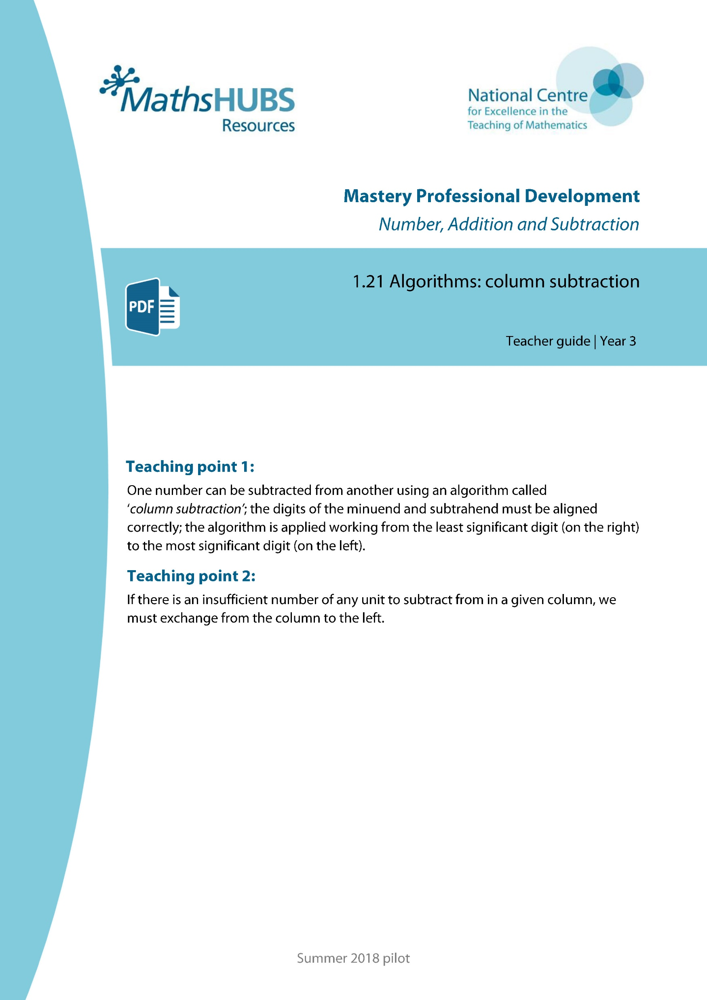 MathsHUBS
Resources
National Centre
for Excellence in the
Teaching of Mathematics
Mastery Professional Development
Number, Addition and Subtraction
1.21 Algorithms: column subtraction
PDF
Teacher guide | Year 3
Teaching point 1:
One number can be subtracted from another using an algorithm called
‘column subtraction’; the digits of the minuend and subtrahend must be aligned
correctly; the algorithm is applied working from the least significant digit (on the right)
to the most significant digit (on the left).
Teaching point 2:
If there is an insufficient number of any unit to subtract from in a given column, we
must exchange from the column to the left.
Summer 2018 pilot